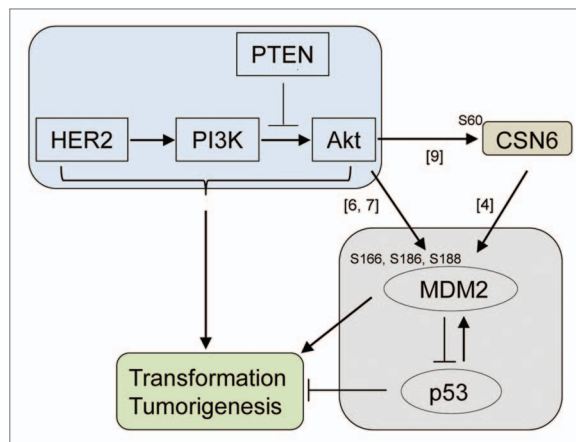 PTEN
S60
HER2
PI3K
Akt
CSN6
[9]
[6, 7]
[4]
S166, S186, S188
MDM2
Transformation
Tumorigenesis
p53